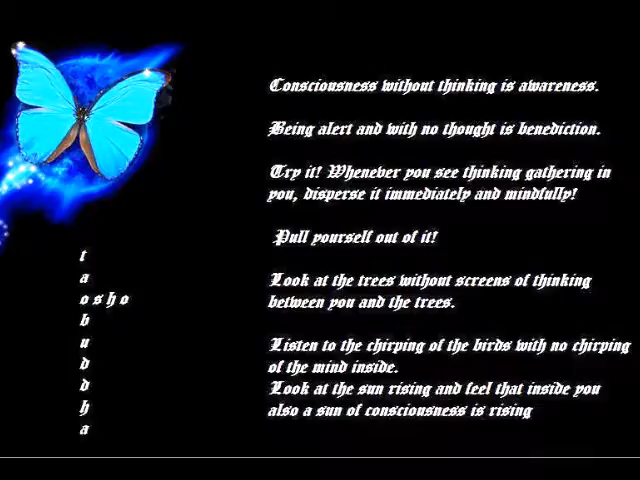 Consciousness without thinking is awareness.
Being alert and with no thought is benediction.
Try it! Whenever you see thinking gathering in
you, disperse it immediately and mindfully!
Pull yourself out of it!
Look at the trees without screens of thinking
between you and the trees.
Listen to the chirping of the birds with no chirping
of the mind inside.
Look at the sun rising and feel that inside you
also a sun of consciousness is rising
t
a
o s h o
b
u
d
d
h
a